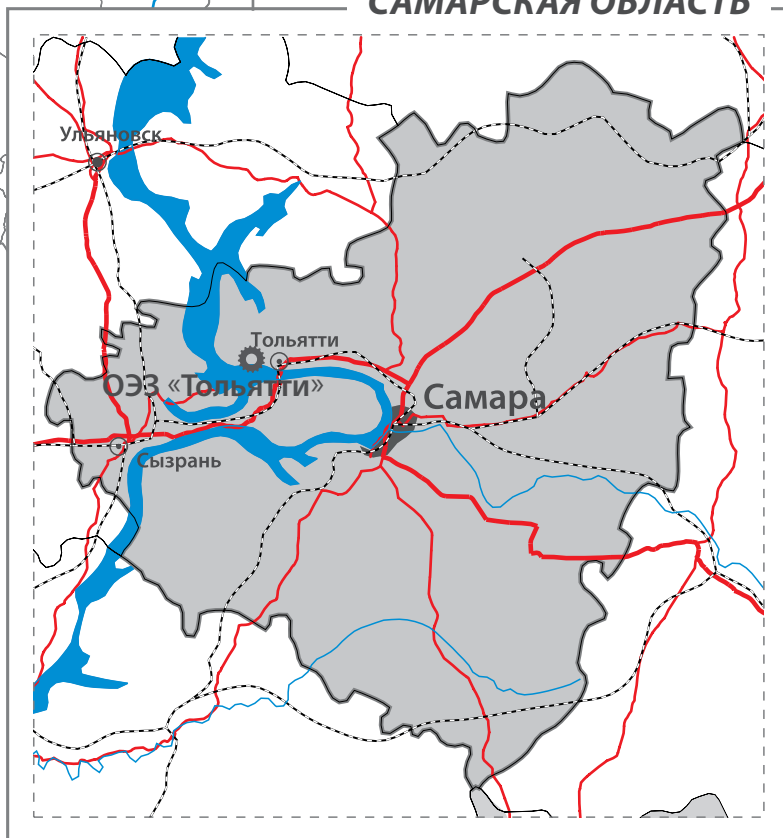 САМАРСКАЯ ОБЛАСТЬ
Ульяновск
Тольятти
ОЭЗ «Тольятти»
Самара
Сызрань